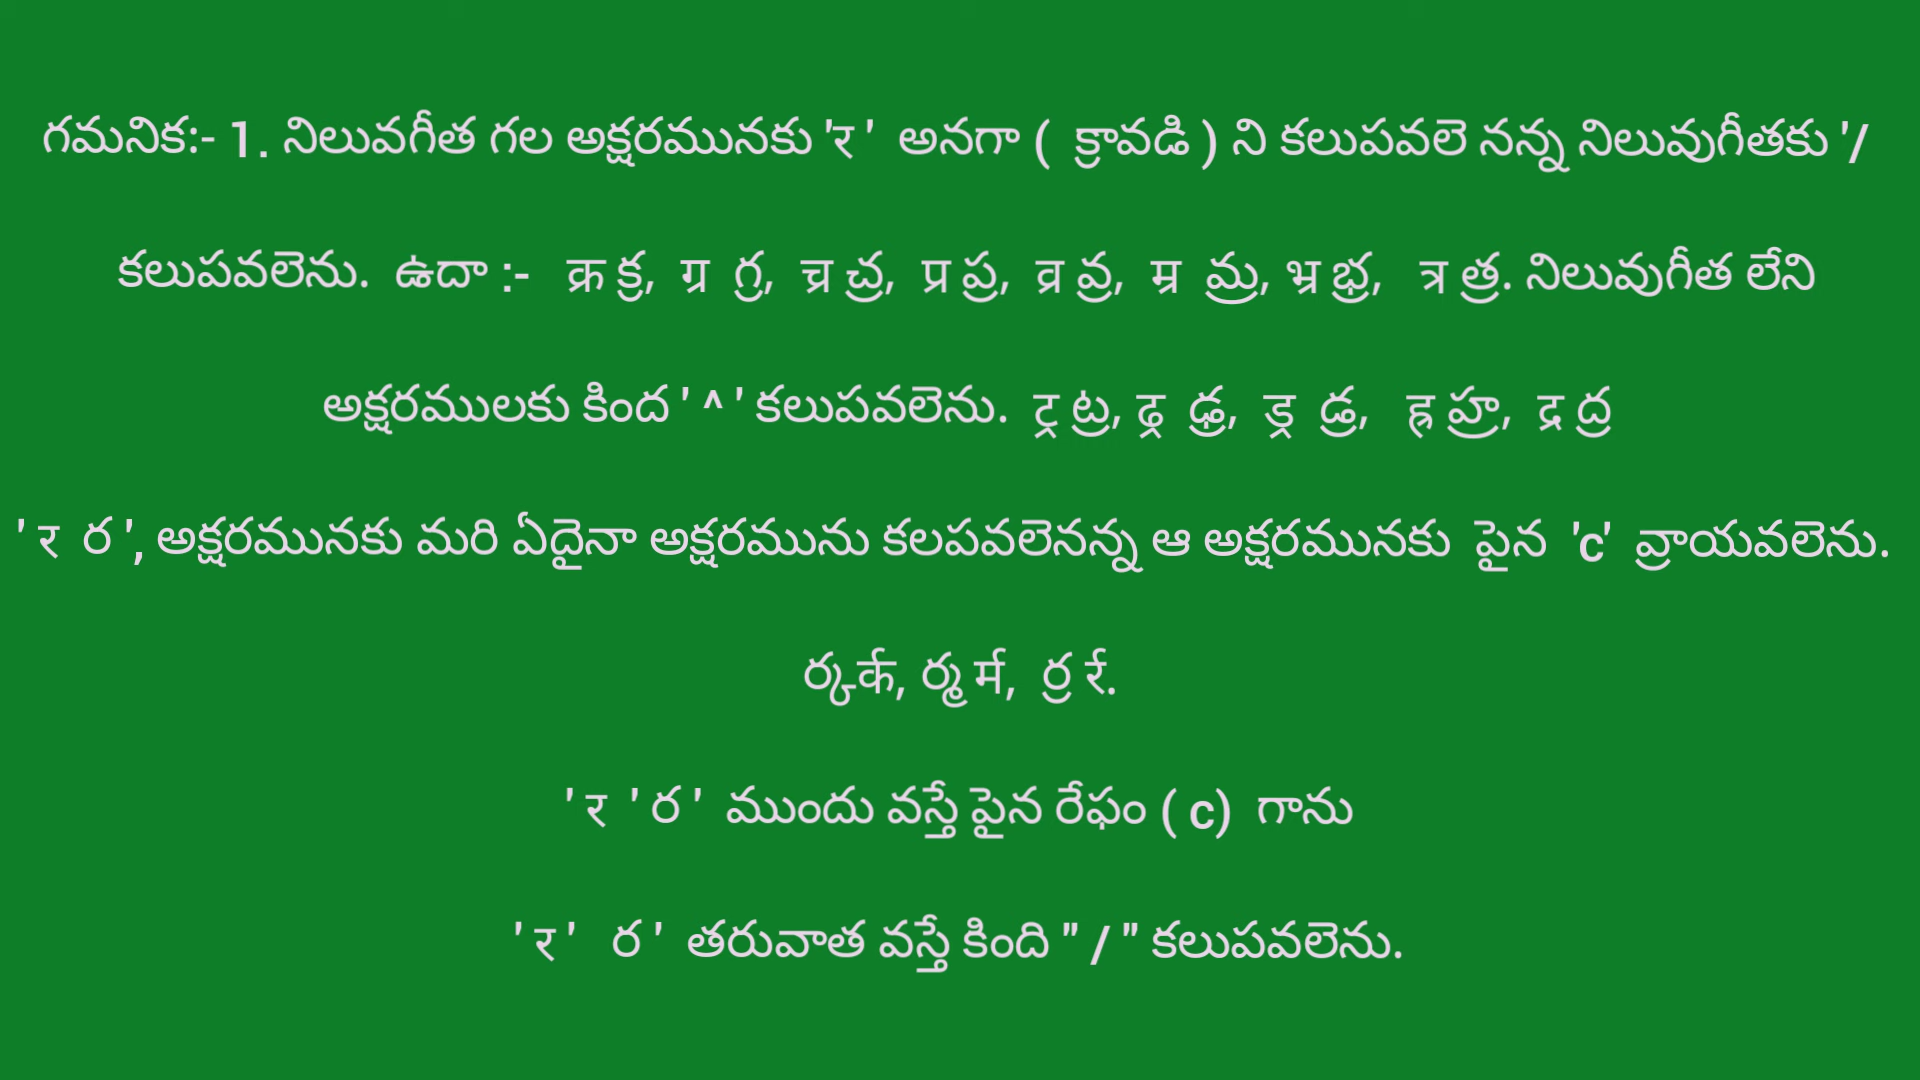 గమనిక:- 1. నిలువగీత గల అక్షరమునకు 'र '  అనగా (  క్రావడి ) ని కలుపవలె నన్న నిలువుగీతకు '/
కలుపవలెను.  ఉదా :-   क्र క్ర,  ग्र  గ్ర,  च्र చ్ర,  प्र ప్ర,  व्र వ్ర,  म्र  మ్ర, भ्र భ్ర,   त्र త్ర. నిలువుగీత లేని
అక్షరములకు కింద ' ^ ' కలుపవలెను.  ट्र ట్ర, ढ्र  ఢ్ర,  ड्र  డ్ర,   ह्र హ్ర,  द्र ద్ర
' र  ర ', అక్షరమునకు మరి ఏదైనా అక్షరమును కలపవలెనన్న ఆ అక్షరమునకు  పైన  'c'  వ్రాయవలెను.
ర్కर्क, ర్మ र्म,  ర్ర र्र.
' र  ' ర '  ముందు వస్తే పైన రేఫం ( c)  గాను
' र '   ర '  తరువాత వస్తే కింది " / " కలుపవలెను.